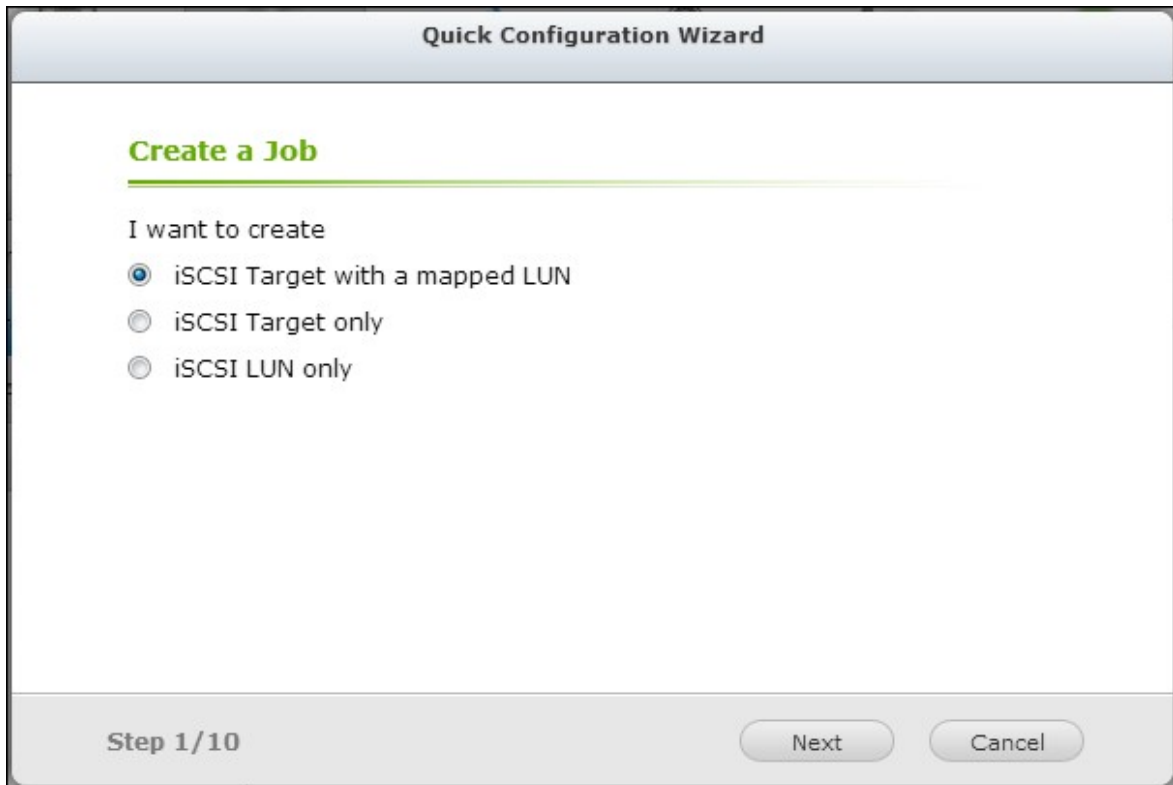 Quick Configuration Wizard
Create a Job
I want to create
iSCSI Target with a mapped LUN
iSCSI Target only
iSCSI LUN only
Step 1/10
Next
Cancel